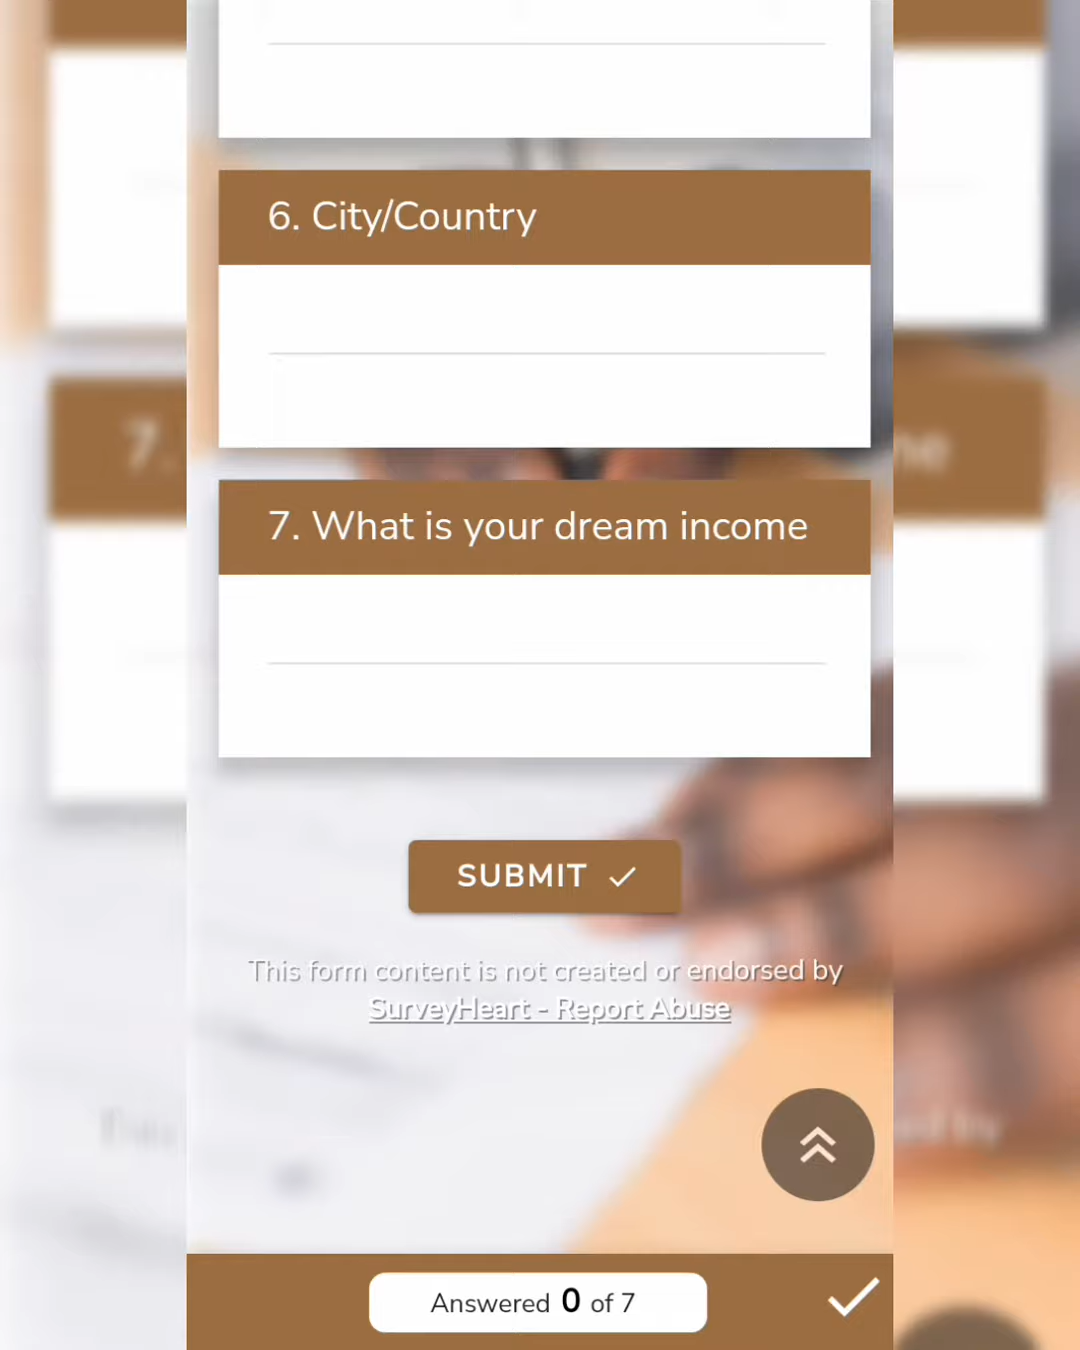 6. City/Country
7. What is your dream income
SUBMIT
This form content is not created or endorsed by
SurveyHeart - Report Abuse
Answered 0 of 7